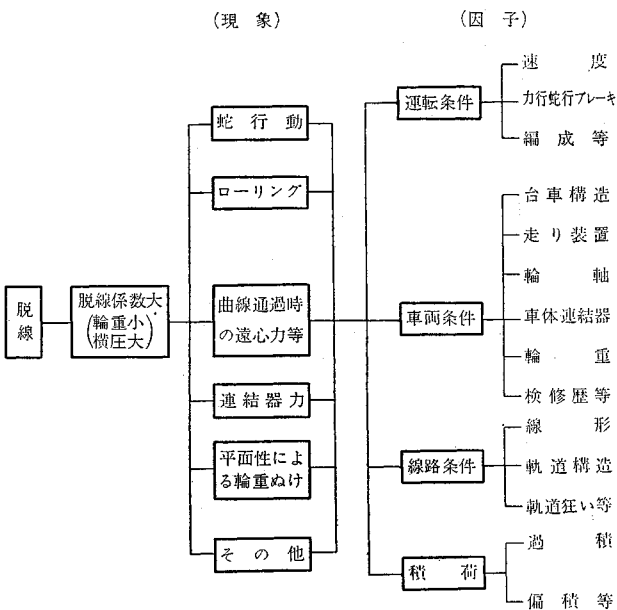 (現象)
(因子)
脱
線
脱線係数大
(輪重小
横圧大)
蛇行動
ローリング
曲線通過時
の遠心力等
連結器力
平面性によ
る輪重ぬけ
その他
運転条件
速度
力行蛇行ブレーキ
編成等
車両条件
台車構造
走り装置
輪軸
車体連結器
輪重
検修歴等
線路条件
線形
軌道構造
軌道狂い等
積荷
過積
偏積等